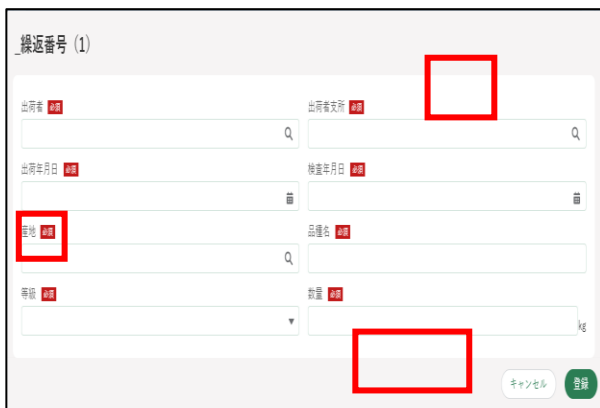 _繰返番号（1）
出荷者 必須
出荷者支所 必須
出荷年月日 必須
検査年月日 必須
産地 必須
品種名 必須
等級 必須
数量 必須
kg
キャンセル
登録